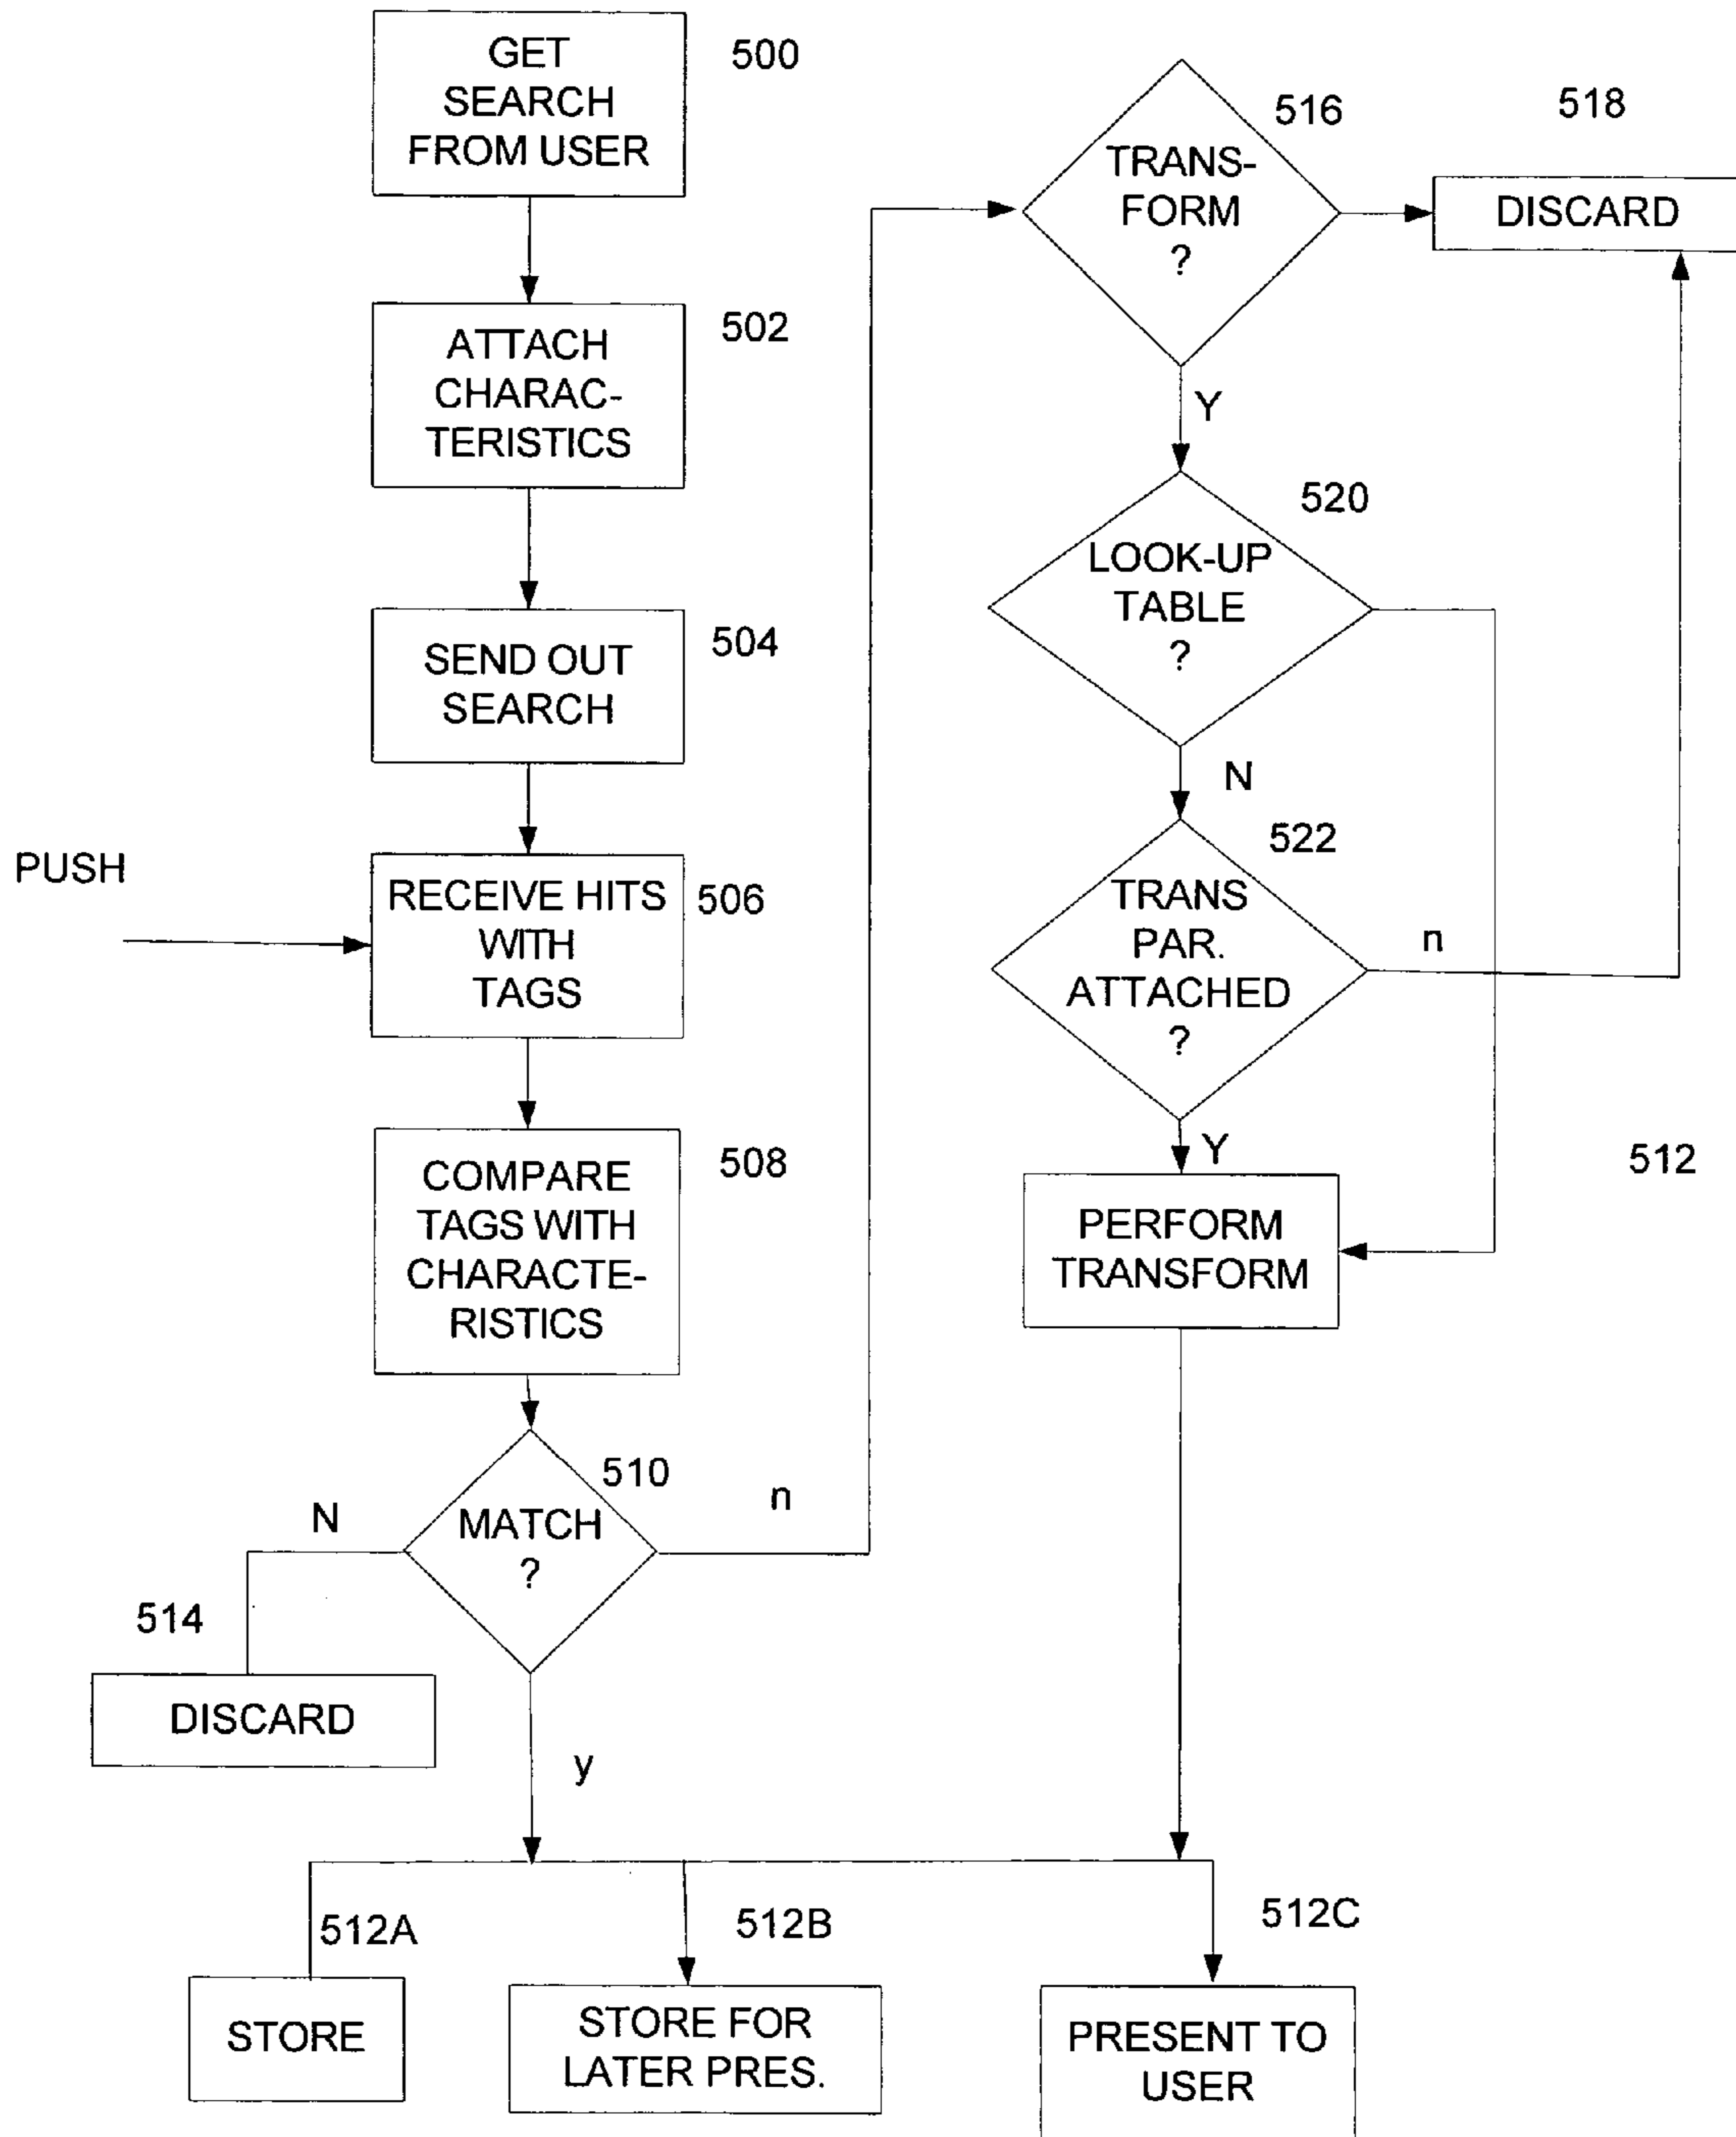 GET
SEARCH
FROM USER
500
ATTACH
CHARAC-
TERISTICS
502
SEND OUT
SEARCH
504
PUSH
RECEIVE HITS
WITH
TAGS
506
COMPARE
TAGS WITH
CHARACTE-
RISTICS
508
MATCH
?
510
N
n
514
DISCARD
y
TRANS-
FORM
?
516
518
DISCARD
Y
LOOK-UP
TABLE
?
520
N
522
TRANS
PAR.
ATTACHED
?
n
Y
512
PERFORM
TRANSFORM
512A
STORE
512B
STORE FOR
LATER PRES.
512C
PRESENT TO
USER